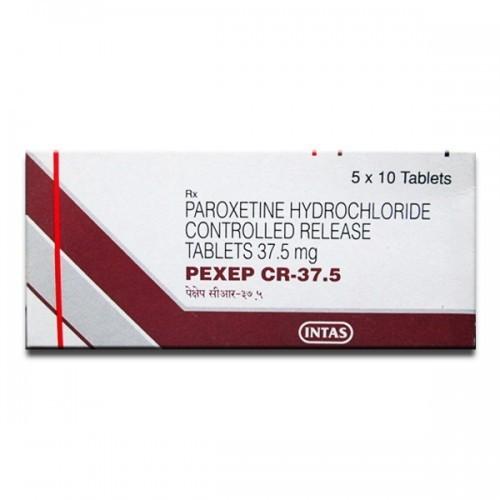 5 x 10 Tablets
Rx
PAROXETINE HYDROCHLORIDE
CONTROLLED RELEASE
TABLETS 37.5 mg
PEXEP CR-37.5
पेक्षेप सीआर-३७.५
INTAS